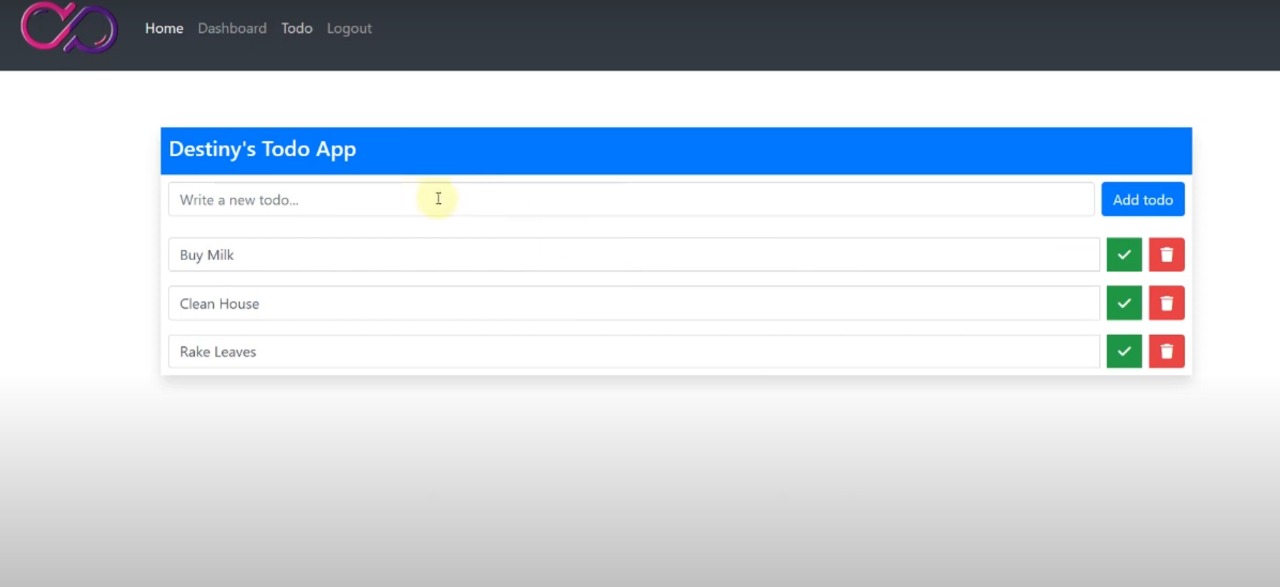 Home Dashboard Todo Logout
Destiny's Todo App
Write a new todo... Add todo
Buy Milk
Clean House
Rake Leaves